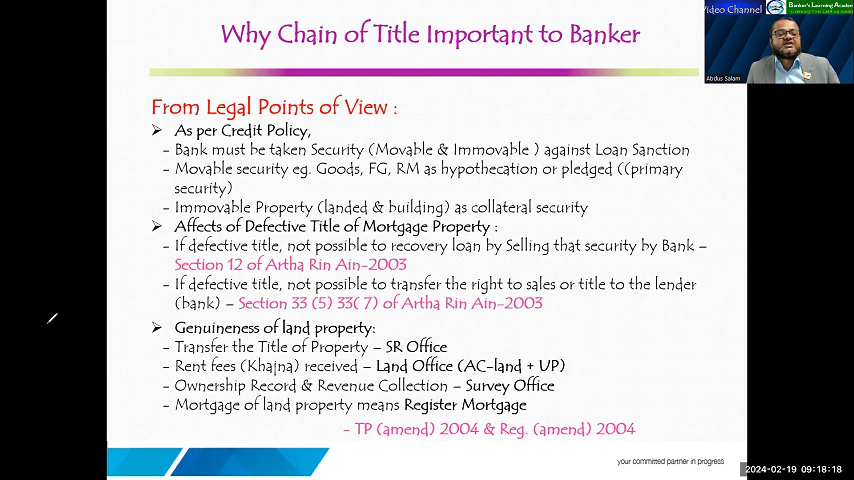 Why Chain of Title Important to Banker
Video Channel
Banker's Learning Academ
Abdus Salam
From Legal Points of View :
➤ As per Credit Policy,
- Bank must be taken Security (Movable & Immovable ) against Loan Sanction
- Movable security eg. Goods, FG, RM as hypothecation or pledged ((primary
security)
- Immovable Property (landed & building) as collateral security
➤ Affects of Defective Title of Mortgage Property :
- If defective title, not possible to recovery loan by Selling that security by Bank –
Section 12 of Artha Rin Ain-2003
- If defective title, not possible to transfer the right to sales or title to the lender
(bank) – Section 33 (5) 33( 7) of Artha Rin Ain-2003
➤ Genuineness of land property:
- Transfer the Title of Property – SR Office
- Rent fees (Khajna) received – Land Office (AC-land + UP)
- Ownership Record & Revenue Collection – Survey Office
- Mortgage of land property means Register Mortgage
- TP (amend) 2004 & Reg. (amend) 2004
your committed partner in progress
2024-02-19 09:18:18